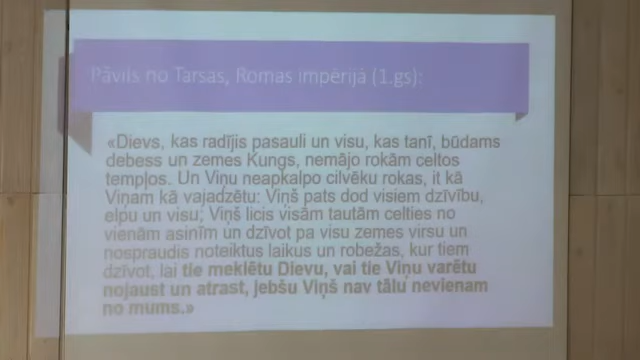 Pāvils no Tarsas, Romas impērijā (1.gs):
«Dievs, kas radījis pasauli un visu, kas tanī, būdams
debess un zemes Kungs, nemājo rokām celtos
tempļos. Un Viņu neapkalpo cilvēku rokas, it kā
Viņam kā vajadzētu: Viņš pats dod visiem dzīvību,
elpu un visu; Viņš licis visām tautām celties no
vienām asinīm un dzīvot pa visu zemes virsu un
nospraudis noteiktus laikus un robežas, kur tiem
dzīvot, lai tie meklētu Dievu, vai tie Viņu varētu
nojaust un atrast, jebšu Viņš nav tālu nevienam
no mums.»